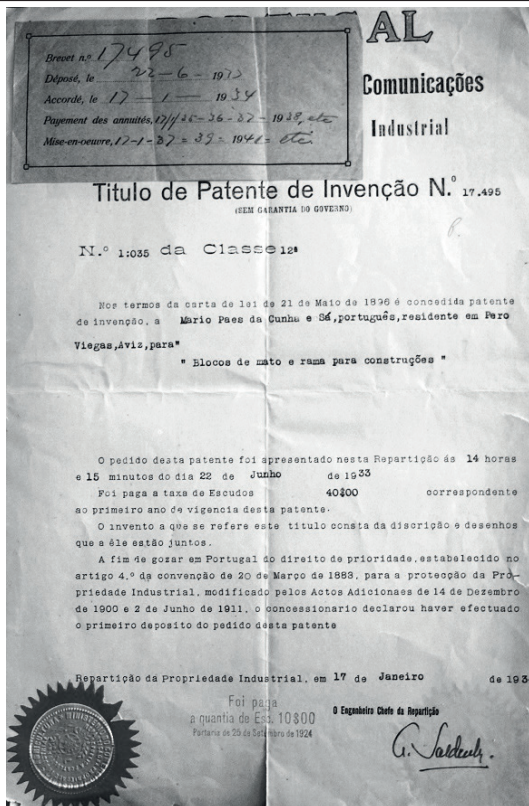 PORTUGAL
Brevet n.º 17495
Déposé, le 22-6-1933
Accordé, le 17-1-1934
Payement des annuités, 17/1/35-36-37-1938, etc
Mise-en-oeuvre, 17-1-37=39=1941= etc
Comunicações
Industrial
Titulo de Patente de Invenção N.º 17.495
(SEM GARANTIA DO GOVERNO)
N.º 1:035 da Classe 12ª
Nos termos da carta de lei de 21 de Maio de 1896 é concedida patente
de invenção, a Mario Paes da Cunha e Sá,português,residente em Pero
Viegas,Aviz,para"
" Blocos de mato e rama para construções "
O pedido desta patente foi apresentado nesta Repartição ás 14 horas
e 15 minutos do dia 22 de Junho de 1933
Foi paga a taxa de Escudos 40$00 correspondente
ao primeiro ano de vigencia desta patente.
O invento a que se refere este titulo consta da discrição e desenhos
que a êle estão juntos.
A fim de gozar em Portugal do direito de prioridade, estabelecido no
artigo 4.º da convenção de 20 de Março de 1883, para a protecção da Pro-
priedade Industrial, modificado pelos Actos Adicionaes de 14 de Dezembro
de 1900 e 2 de Junho de 1911, o concessionario declarou haver efectuado
o primeiro deposito do pedido desta patente
Repartição da Propriedade Industrial, em 17 de Janeiro de 193
Foi paga
a quantia de Esc. 10$00
Portaria de 25 de Setembro de 1924
O Engenheiro Chefe da Repartição